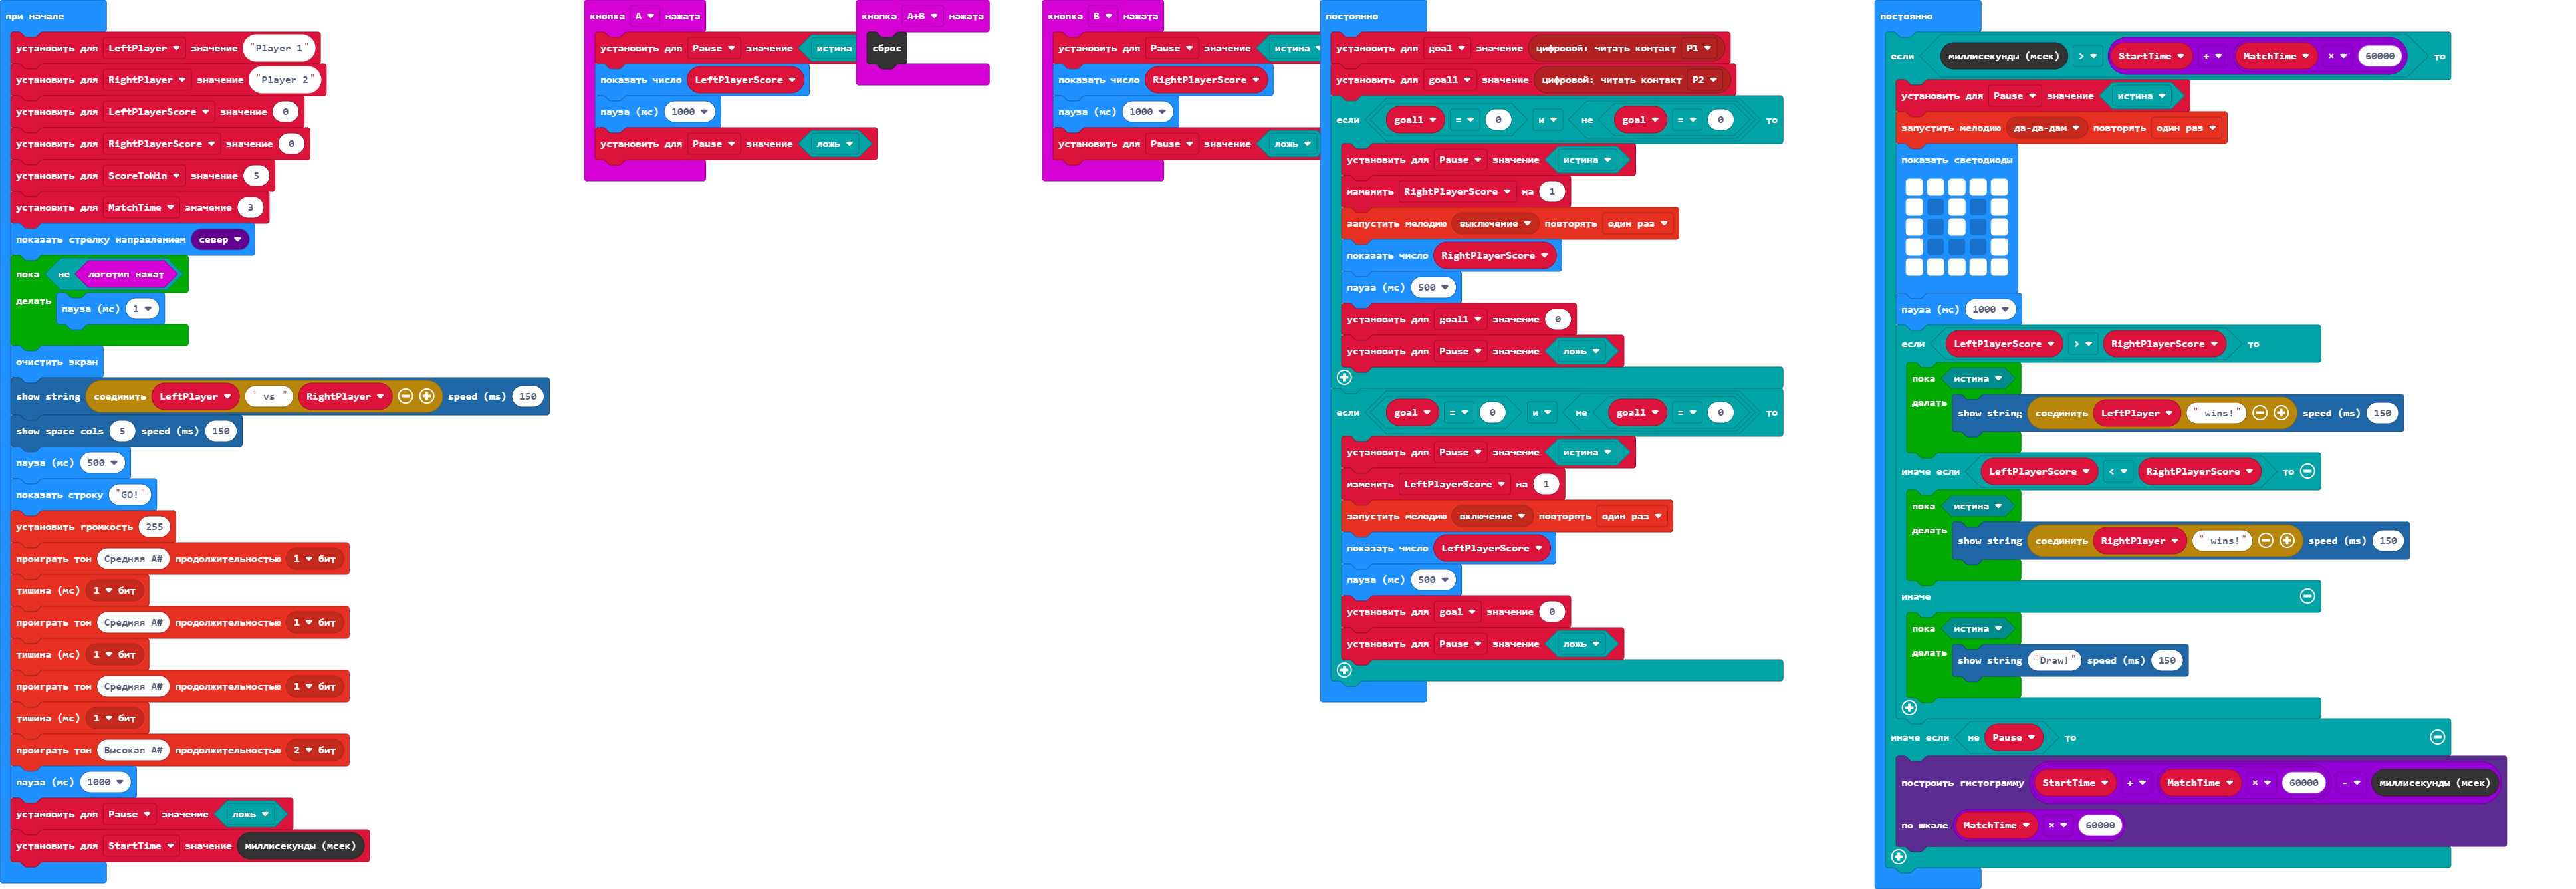 при начале
установить для LeftPlayer значение "Player 1"
установить для RightPlayer значение "Player 2"
установить для LeftPlayerScore значение 0
установить для RightPlayerScore значение 0
установить для ScoreToWin значение 5
установить для MatchTime значение 3
показать стрелку направлением север
пока не логотип нажат
делать пауза (мс) 1
очистить экран
show string соединить LeftPlayer " vs " RightPlayer speed (ms) 150
show space cols 5 speed (ms) 150
пауза (мс) 500
показать строку "GO!"
установить громкость 255
проиграть тон Средняя A# продолжительностью 1 бит
тишина (мс) 1 бит
проиграть тон Средняя A# продолжительностью 1 бит
тишина (мс) 1 бит
проиграть тон Средняя A# продолжительностью 1 бит
тишина (мс) 1 бит
проиграть тон Высокая A# продолжительностью 2 бит
пауза (мс) 1000
установить для Pause значение ложь
установить для StartTime значение миллисекунды (мсек)
кнопка A нажата
установить для Pause значение истина
показать число LeftPlayerScore
пауза (мс) 1000
установить для Pause значение ложь
кнопка A+B нажата
сброс
кнопка B нажата
установить для Pause значение истина
показать число RightPlayerScore
пауза (мс) 1000
установить для Pause значение ложь
постоянно
установить для goal значение цифровой: читать контакт P1
установить для goal1 значение цифровой: читать контакт P2
если goal1 = 0 и не goal = 0 то
установить для Pause значение истина
изменить RightPlayerScore на 1
запустить мелодию выключение повторять один раз
показать число RightPlayerScore
пауза (мс) 500
установить для goal1 значение 0
установить для Pause значение ложь
если goal = 0 и не goal1 = 0 то
установить для Pause значение истина
изменить LeftPlayerScore на 1
запустить мелодию включение повторять один раз
показать число LeftPlayerScore
пауза (мс) 500
установить для goal значение 0
установить для Pause значение ложь
постоянно
если миллисекунды (мсек) > StartTime + MatchTime × 60000 то
установить для Pause значение истина
запустить мелодию да-да-дам повторять один раз
показать светодиоды
пауза (мс) 1000
если LeftPlayerScore > RightPlayerScore то
пока истина
делать show string соединить LeftPlayer " wins!" speed (ms) 150
иначе если LeftPlayerScore < RightPlayerScore то
пока истина
делать show string соединить RightPlayer " wins!" speed (ms) 150
иначе
пока истина
делать show string "Draw!" speed (ms) 150
иначе если не Pause то
построить гистограмму StartTime + MatchTime × 60000 - миллисекунды (мсек)
по шкале MatchTime × 60000